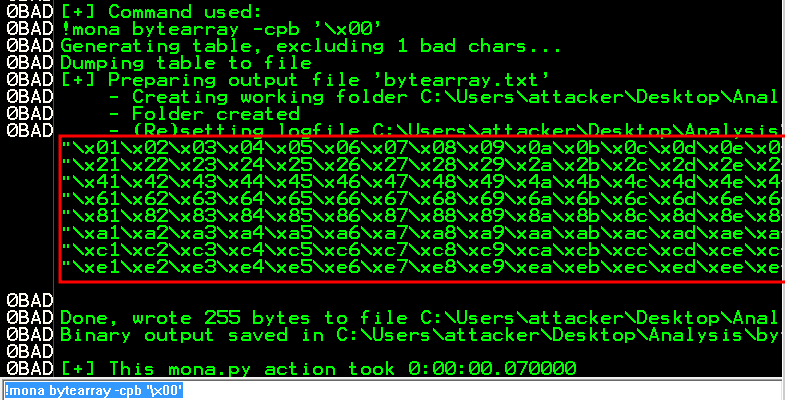 0BAD [+] Command used:
0BAD !mona bytearray -cpb '\x00'
0BAD Generating table, excluding 1 bad chars...
0BAD Dumping table to file
0BAD [+] Preparing output file 'bytearray.txt'
0BAD - Creating working folder C:\Users\attacker\Desktop\Anal
0BAD - Folder created
0BAD - (Re)setting logfile C:\Users\attacker\Desktop\Analysis\
"\x01\x02\x03\x04\x05\x06\x07\x08\x09\x0a\x0b\x0c\x0d\x0e\x0
"\x21\x22\x23\x24\x25\x26\x27\x28\x29\x2a\x2b\x2c\x2d\x2e\x2
"\x41\x42\x43\x44\x45\x46\x47\x48\x49\x4a\x4b\x4c\x4d\x4e\x4
"\x61\x62\x63\x64\x65\x66\x67\x68\x69\x6a\x6b\x6c\x6d\x6e\x6
"\x81\x82\x83\x84\x85\x86\x87\x88\x89\x8a\x8b\x8c\x8d\x8e\x8
"\xa1\xa2\xa3\xa4\xa5\xa6\xa7\xa8\xa9\xaa\xab\xac\xad\xae\xa
"\xc1\xc2\xc3\xc4\xc5\xc6\xc7\xc8\xc9\xca\xcb\xcc\xcd\xce\xc
"\xe1\xe2\xe3\xe4\xe5\xe6\xe7\xe8\xe9\xea\xeb\xec\xed\xee\xe
0BAD
0BAD Done, wrote 255 bytes to file C:\Users\attacker\Desktop\Anal
0BAD Binary output saved in C:\Users\attacker\Desktop\Analysis\by
0BAD
0BAD [+] This mona.py action took 0:00:00.070000
!mona bytearray -cpb '\x00'